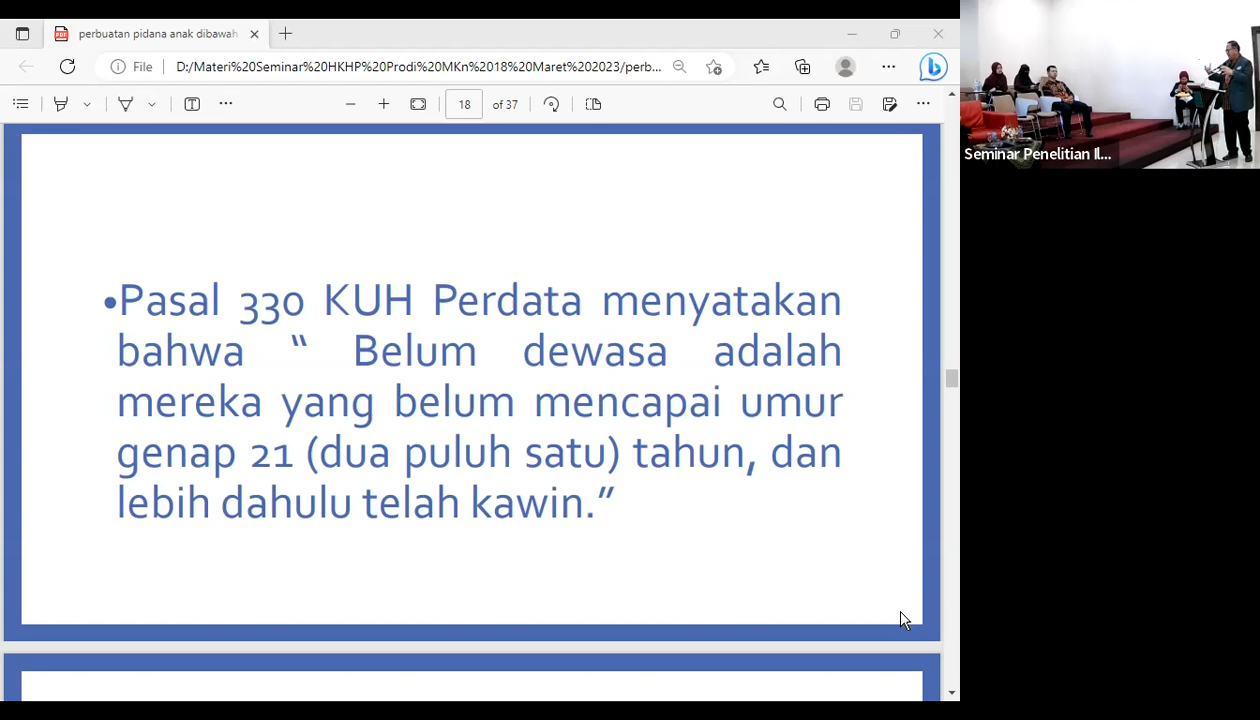 perbuatan pidana anak dibawah
File
D:/Materi%20Seminar%20HKHP%20Prodi%20MKn%2018%20Maret%202023/perb...
18 of 37
Seminar Penelitian Il...
•Pasal 330 KUH Perdata menyatakan
bahwa “ Belum dewasa adalah
mereka yang belum mencapai umur
genap 21 (dua puluh satu) tahun, dan
lebih dahulu telah kawin.”